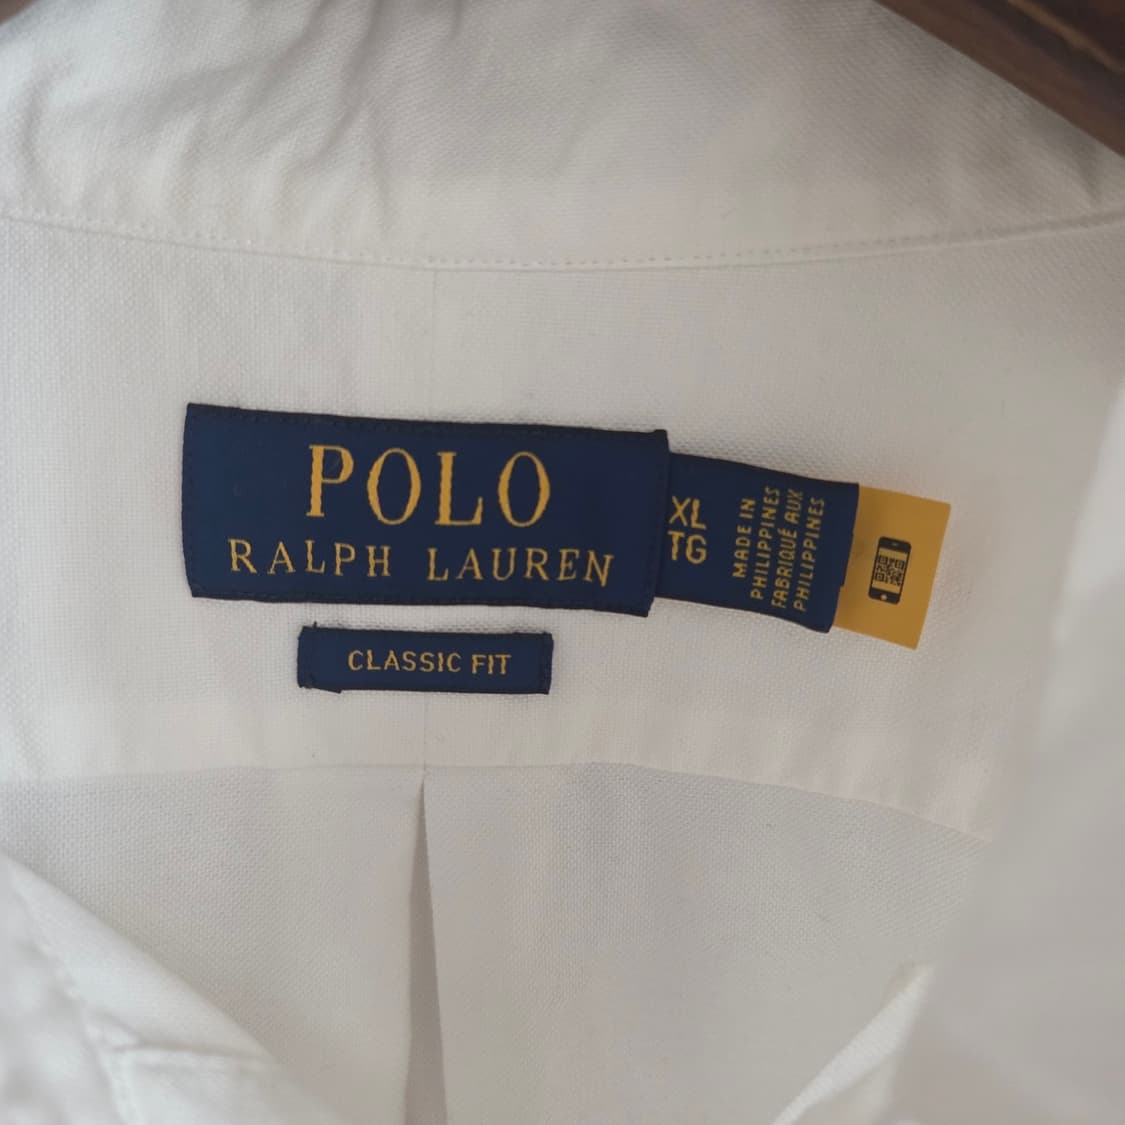 POLO
RALPH LAUREN
XL
TG
MADE IN
PHILIPPINES
FABRIQUÉ AUX
PHILIPPINES
CLASSIC FIT